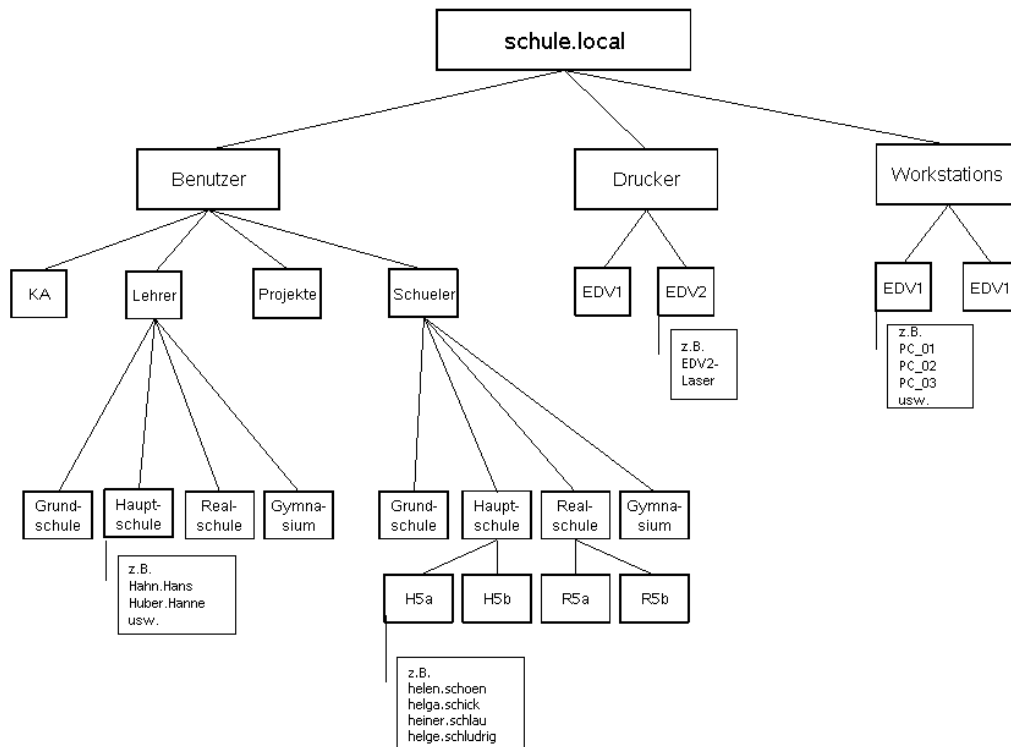 schule.local
Benutzer
Drucker
Workstations
KA
Lehrer
Projekte
Schueler
EDV1
EDV2
EDV1
EDV1
z.B.
EDV2-
Laser
z.B.
PC_01
PC_02
PC_03
usw.
Grund-
schule
Haupt-
schule
Real-
schule
Gymna-
sium
Grund-
schule
Haupt-
schule
Real-
schule
Gymna-
sium
z.B.
Hahn.Hans
Huber.Hanne
usw.
H5a
H5b
R5a
R5b
z.B.
helen.schoen
helga.schick
heiner.schlau
helge.schludrig